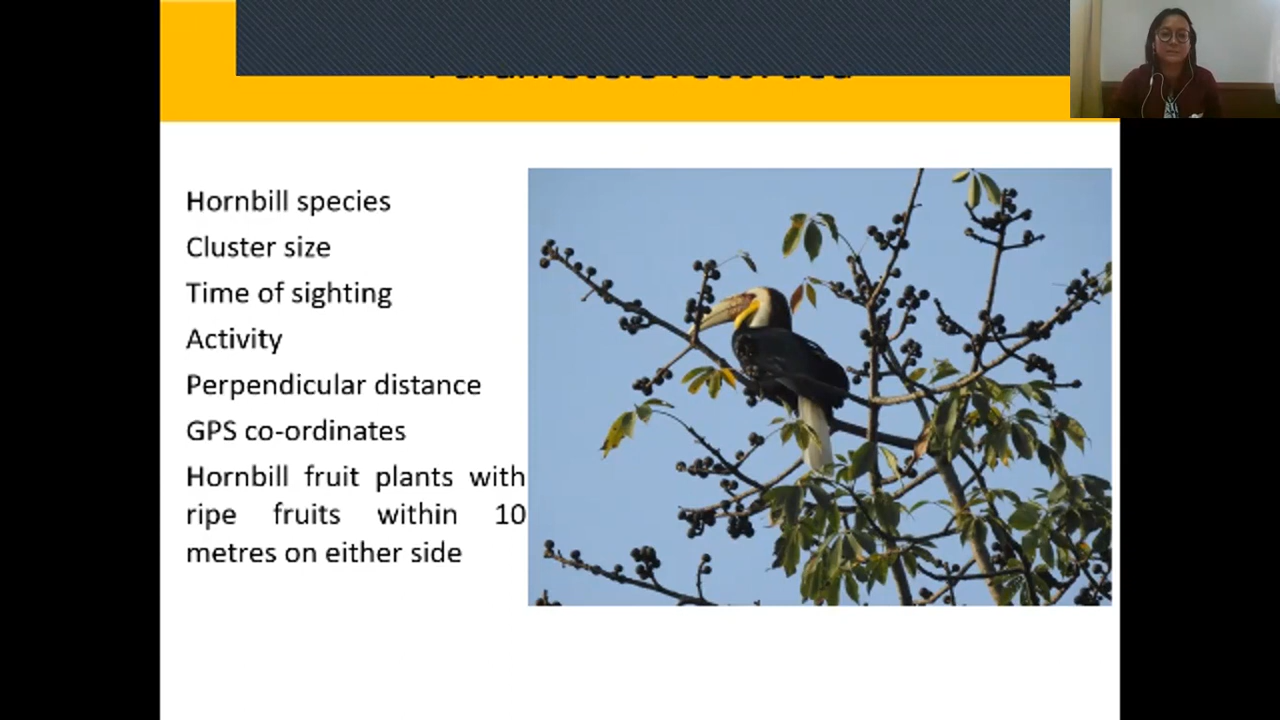 Hornbill species
Cluster size
Time of sighting
Activity
Perpendicular distance
GPS co-ordinates
Hornbill fruit plants with
ripe fruits within 10
metres on either side